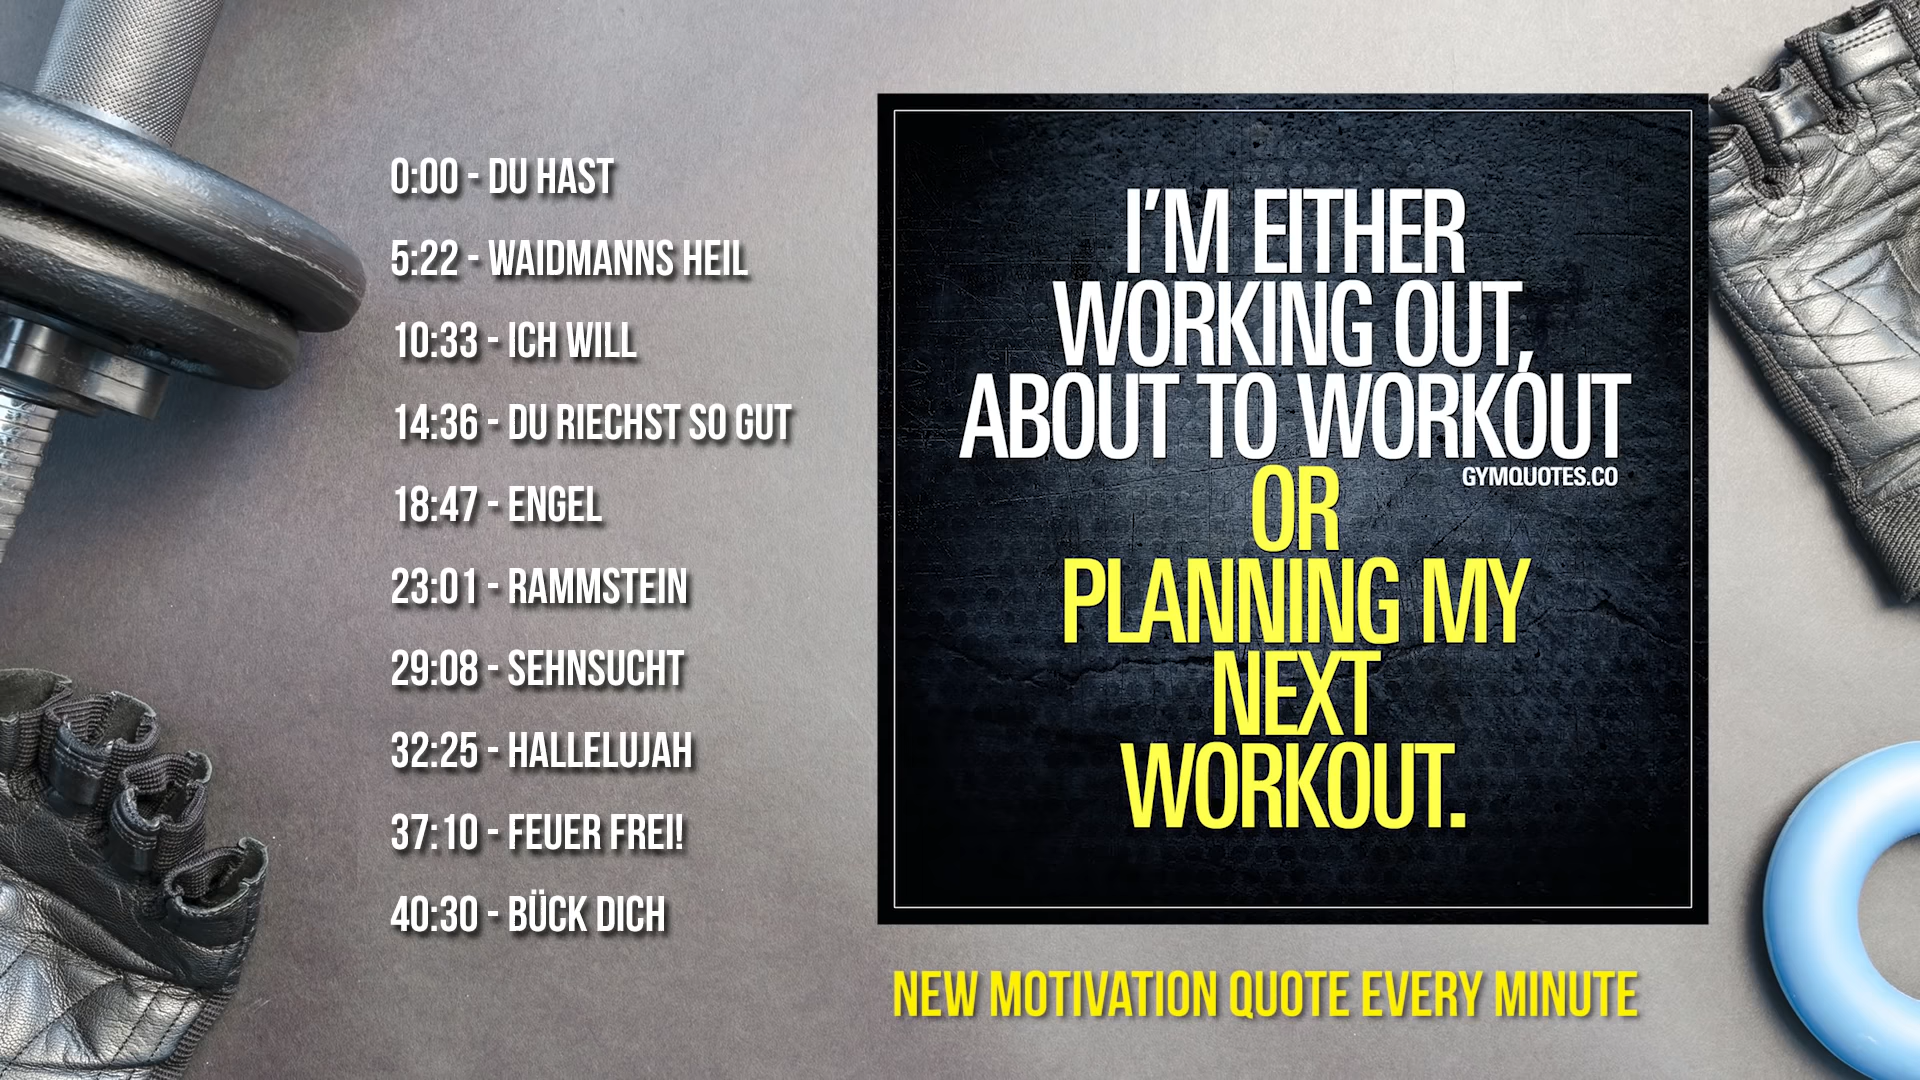 0:00 - DU HAST
5:22 - WAIDMANNS HEIL
10:33 - ICH WILL
14:36 - DU RIECHST SO GUT
18:47 - ENGEL
23:01 - RAMMSTEIN
29:08 - SEHNSUCHT
32:25 - HALLELUJAH
37:10 - FEUER FREI!
40:30 - BÜCK DICH
I'M EITHER
WORKING OUT,
ABOUT TO WORKOUT
GYMQUOTES.CO
OR
PLANNING MY
NEXT
WORKOUT.
NEW MOTIVATION QUOTE EVERY MINUTE